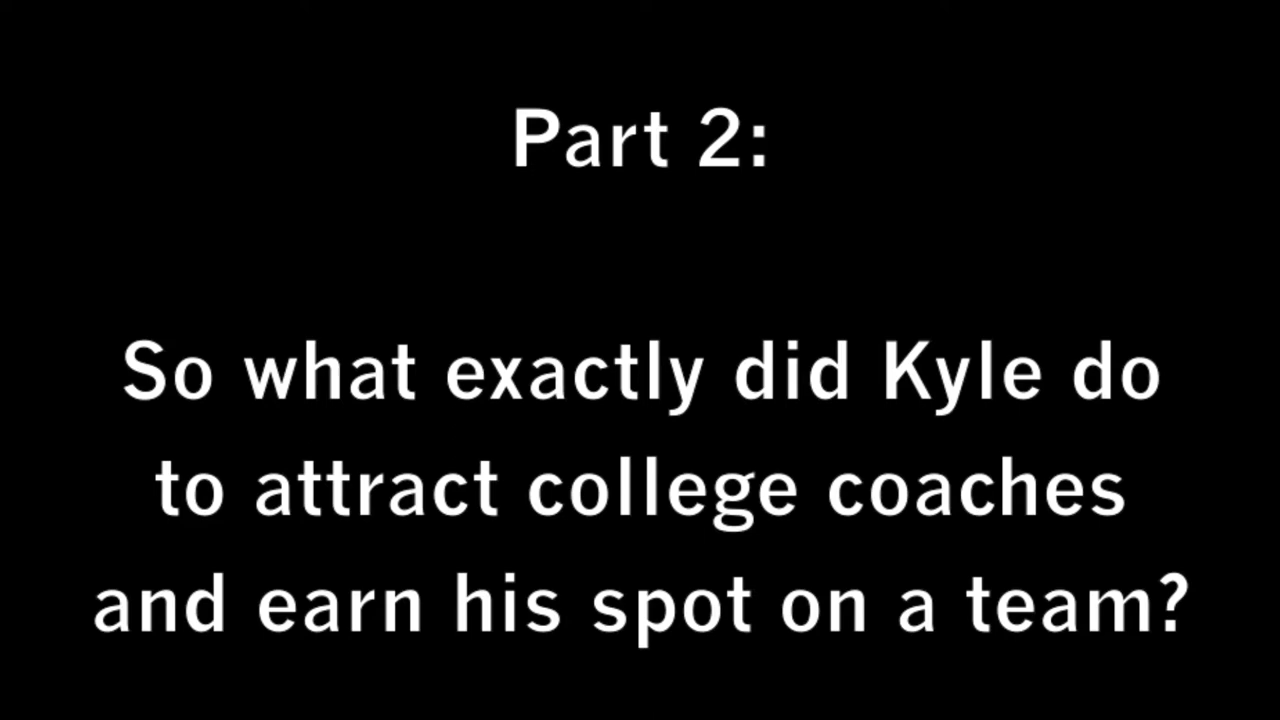 Part 2:
So what exactly did Kyle do
to attract college coaches
and earn his spot on a team?